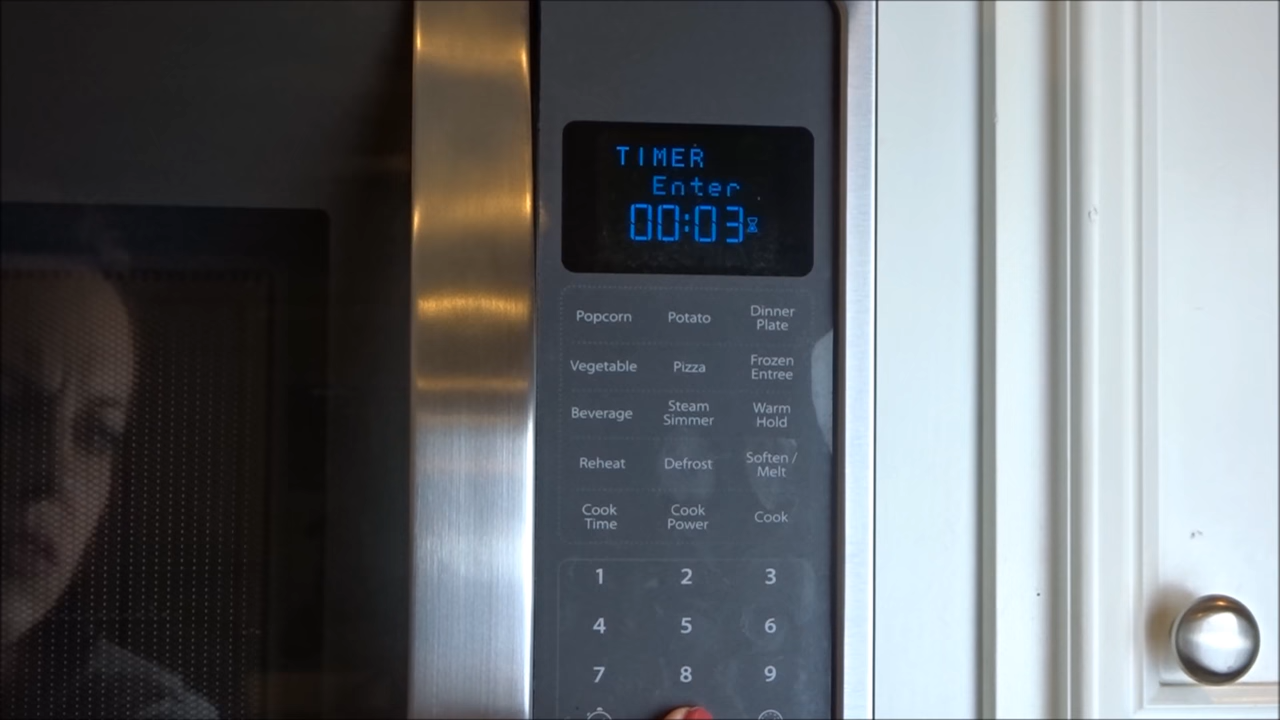 TIMER
Enter
00:03
Popcorn Potato Dinner Plate
Vegetable Pizza Frozen Entree
Beverage Steam Simmer Warm Hold
Reheat Defrost Soften / Melt
Cook Time Cook Power Cook
1 2 3
4 5 6
7 8 9